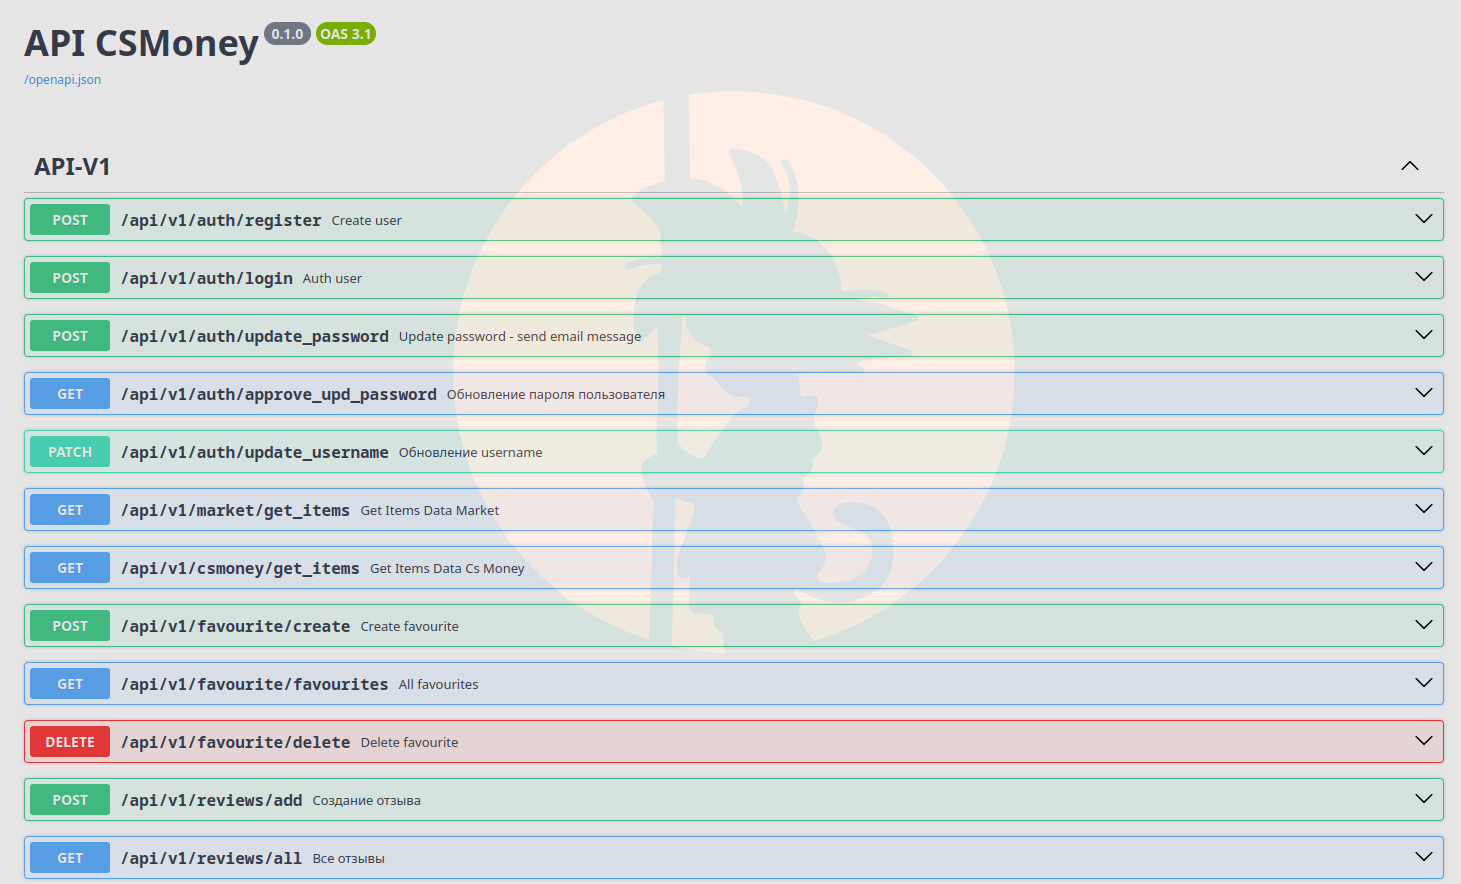 API CSMoney 0.1.0 OAS 3.1
/openapi.json
API-V1
POST /api/v1/auth/register Create user
POST /api/v1/auth/login Auth user
POST /api/v1/auth/update_password Update password - send email message
GET /api/v1/auth/approve_upd_password Обновление пароля пользователя
PATCH /api/v1/auth/update_username Обновление username
GET /api/v1/market/get_items Get Items Data Market
GET /api/v1/csmoney/get_items Get Items Data Cs Money
POST /api/v1/favourite/create Create favourite
GET /api/v1/favourite/favourites All favourites
DELETE /api/v1/favourite/delete Delete favourite
POST /api/v1/reviews/add Создание отзыва
GET /api/v1/reviews/all Все отзывы